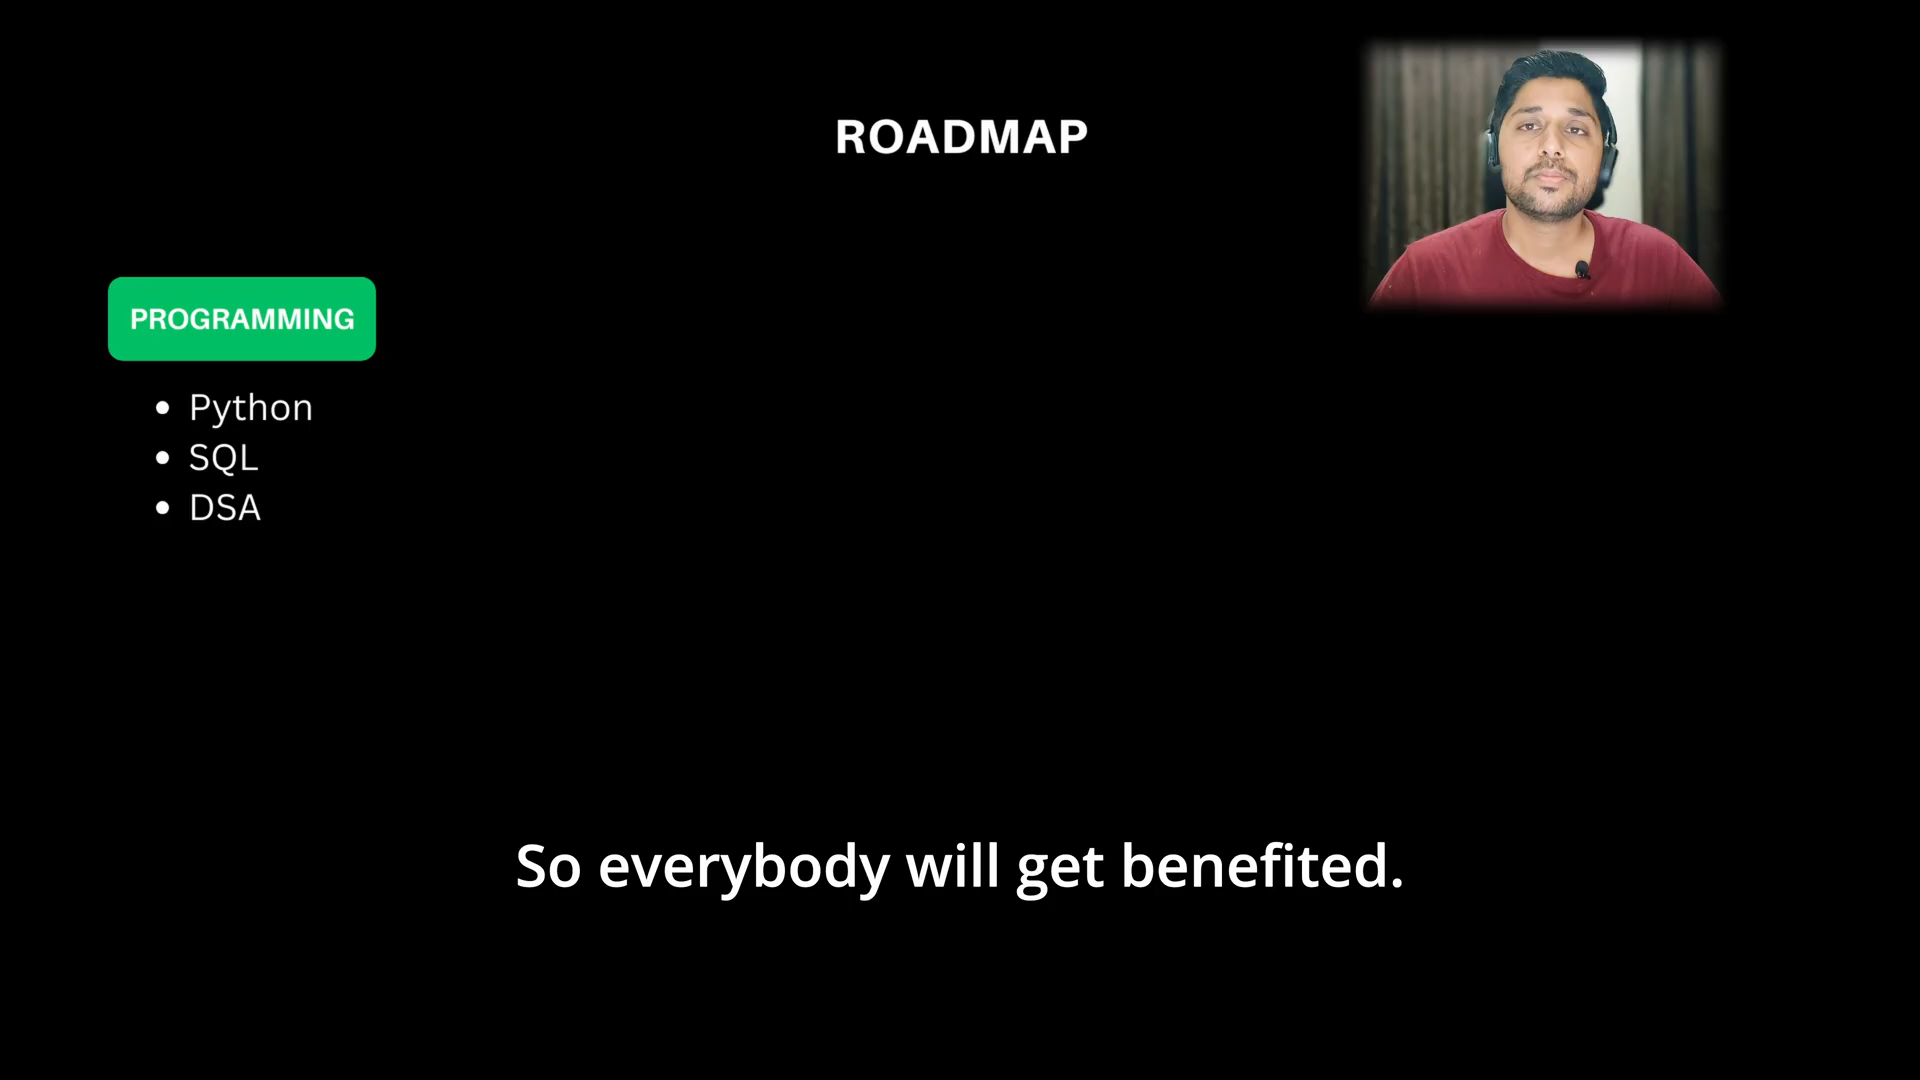 ROADMAP
PROGRAMMING
• Python
• SQL
• DSA
So everybody will get benefited.